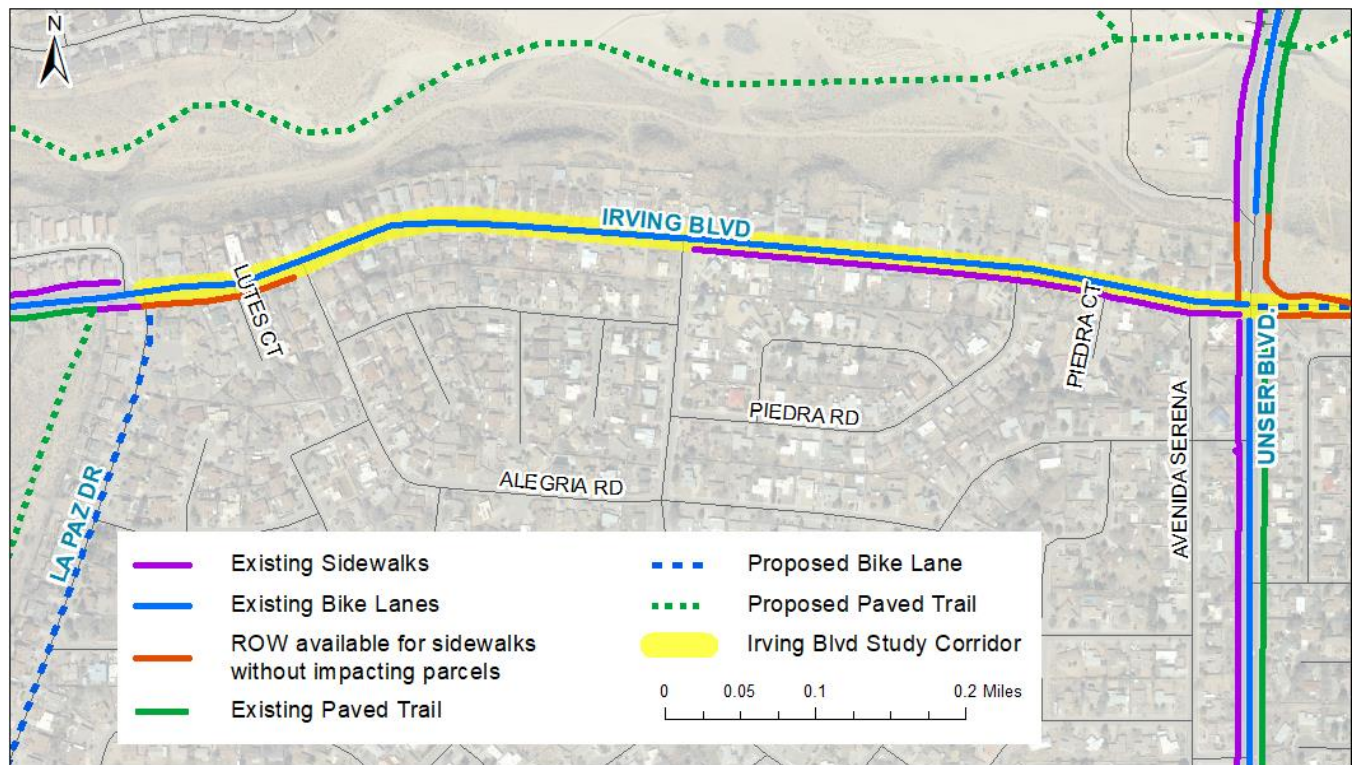 N
IRVING BLVD
LUTES CT
PIEDRA CT
UNSER BLVD.
PIEDRA RD
AVENIDA SERENA
ALEGRIA RD
LA PAZ DR
Existing Sidewalks
Existing Bike Lanes
ROW available for sidewalks
without impacting parcels
Existing Paved Trail
Proposed Bike Lane
Proposed Paved Trail
Irving Blvd Study Corridor
0 0.05 0.1 0.2 Miles